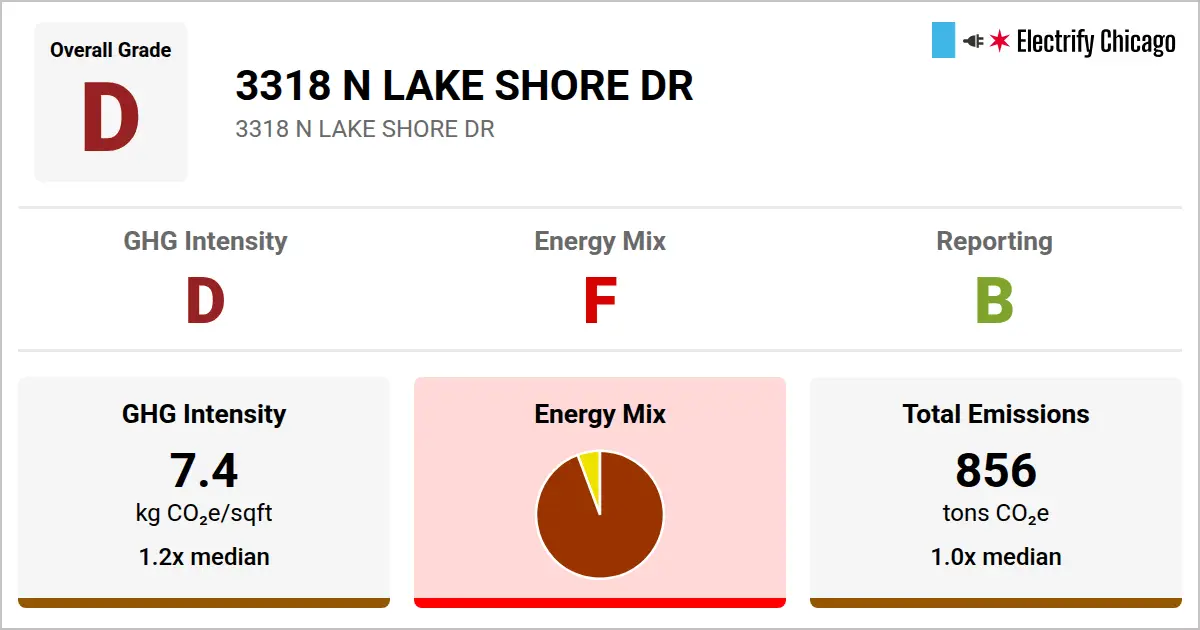 Overall Grade
D
3318 N LAKE SHORE DR
3318 N LAKE SHORE DR
Electrify Chicago
GHG Intensity
D
Energy Mix
F
Reporting
B
GHG Intensity
7.4
kg CO₂e/sqft
1.2x median
Energy Mix
Total Emissions
856
tons CO₂e
1.0x median